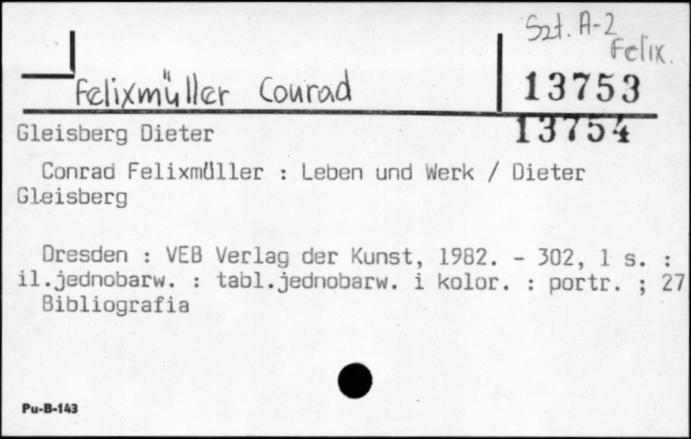 Szt. A-2
Felix.
Felixmüller Conrad
13753
13754
Gleisberg Dieter
Conrad Felixmüller : Leben und Werk / Dieter
Gleisberg
Dresden : VEB Verlag der Kunst, 1982. - 302, 1 s. :
il.jednobarw. : tabl.jednobarw. i kolor. : portr. ; 27
Bibliografia
Pu-B-143